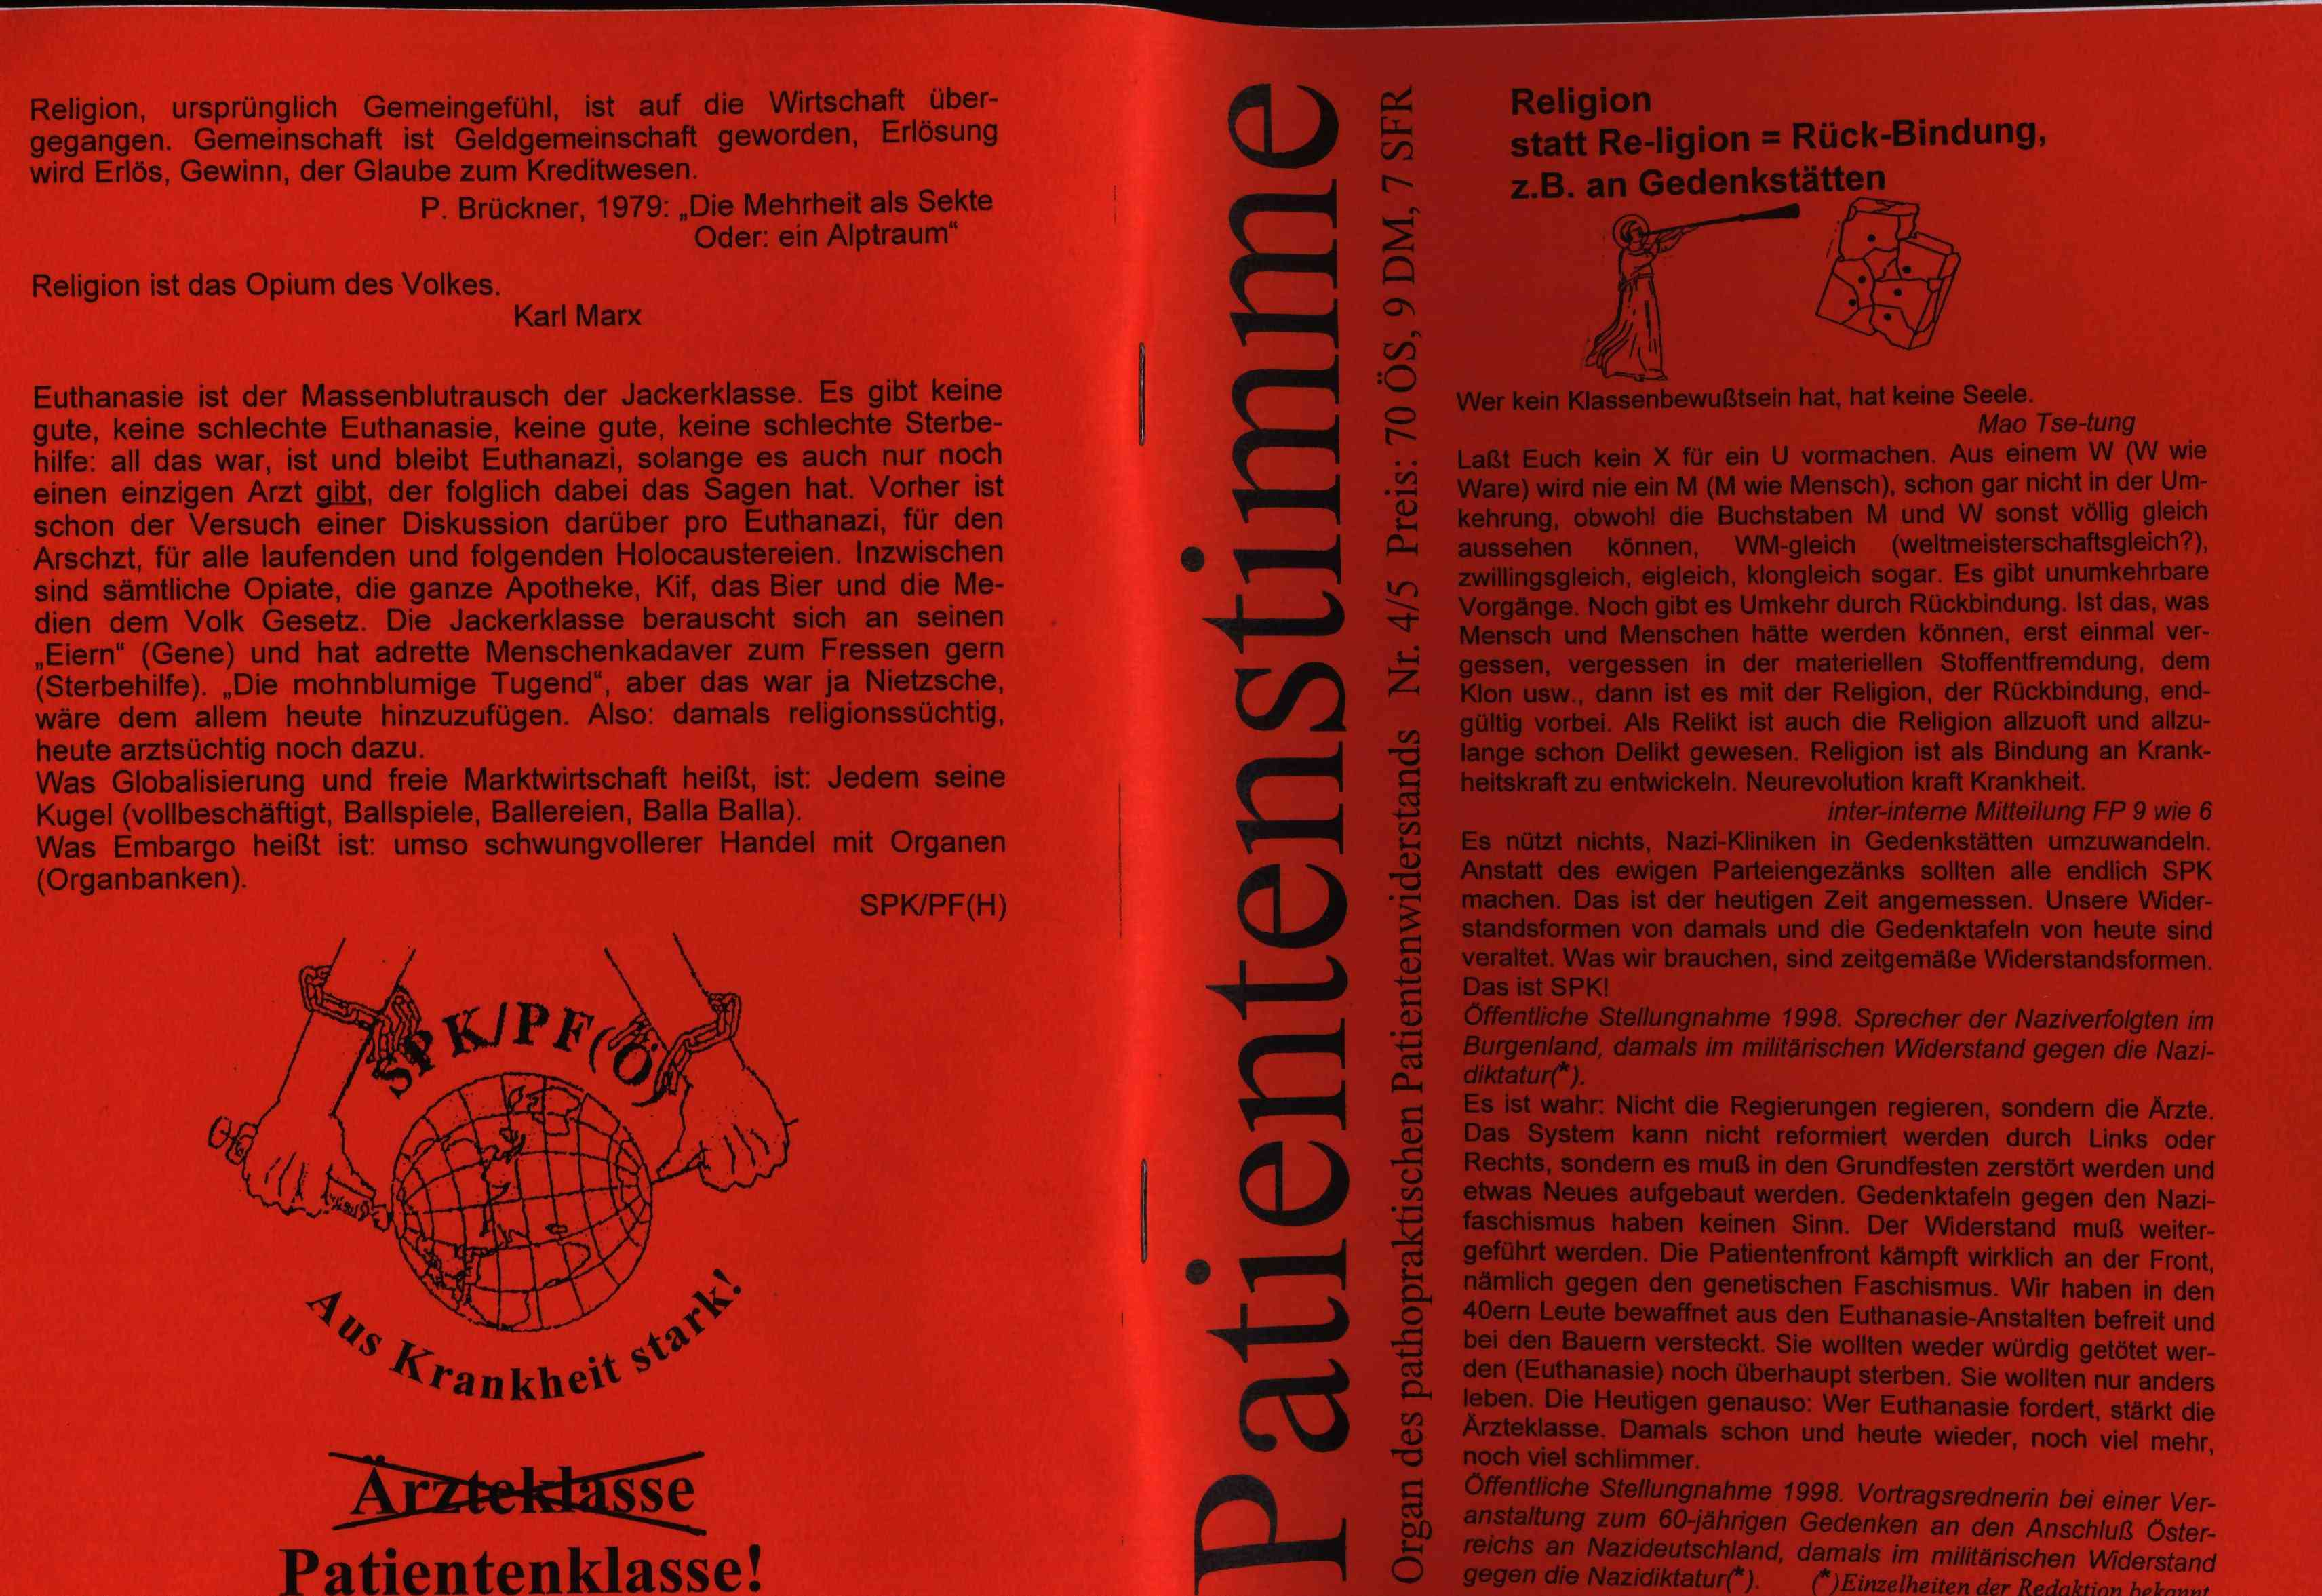 Religion, ursprünglich Gemeingefühl, ist auf die Wirtschaft über-
gegangen. Gemeinschaft ist Geldgemeinschaft geworden, Erlösung
wird Erlös, Gewinn, der Glaube zum Kreditwesen.
P. Brückner, 1979: „Die Mehrheit als Sekte
Oder: ein Alptraum“
Religion ist das Opium des Volkes.
Karl Marx
Euthanasie ist der Massenblutrausch der Jackerklasse. Es gibt keine
gute, keine schlechte Euthanasie, keine gute, keine schlechte Sterbe-
hilfe: all das war, ist und bleibt Euthanazi, solange es auch nur noch
einen einzigen Arzt gibt, der folglich dabei das Sagen hat. Vorher ist
schon der Versuch einer Diskussion darüber pro Euthanazi, für den
Arschzt, für alle laufenden und folgenden Holocaustereien. Inzwischen
sind sämtliche Opiate, die ganze Apotheke, Kif, das Bier und die Me-
dien dem Volk Gesetz. Die Jackerklasse berauscht sich an seinen
„Eiern“ (Gene) und hat adrette Menschenkadaver zum Fressen gern
(Sterbehilfe). „Die mohnblumige Tugend“, aber das war ja Nietzsche,
wäre dem allem heute hinzuzufügen. Also: damals religionssüchtig,
heute arztsüchtig noch dazu.
Was Globalisierung und freie Marktwirtschaft heißt, ist: Jedem seine
Kugel (vollbeschäftigt, Ballspiele, Ballereien, Balla Balla).
Was Embargo heißt ist: umso schwungvollerer Handel mit Organen
(Organbanken).
SPK/PF(H)
SPK/PF(Ö)
Aus Krankheit stark!
Ärzteklasse
Patientenklasse!
Patientenstimme
Organ des pathopraktischen Patientenwiderstands Nr. 4/5 Preis: 70 ÖS, 9 DM, 7 SFR
Religion
statt Re-ligion = Rück-Bindung,
z.B. an Gedenkstätten
Wer kein Klassenbewußtsein hat, hat keine Seele.
Mao Tse-tung
Laßt Euch kein X für ein U vormachen. Aus einem W (W wie
Ware) wird nie ein M (M wie Mensch), schon gar nicht in der Um-
kehrung, obwohl die Buchstaben M und W sonst völlig gleich
aussehen können, WM-gleich (weltmeisterschaftsgleich?),
zwillingsgleich, eigleich, klongleich sogar. Es gibt unumkehrbare
Vorgänge. Noch gibt es Umkehr durch Rückbindung. Ist das, was
Mensch und Menschen hätte werden können, erst einmal ver-
gessen, vergessen in der materiellen Stoffentfremdung, dem
Klon usw., dann ist es mit der Religion, der Rückbindung, end-
gültig vorbei. Als Relikt ist auch die Religion allzuoft und allzu-
lange schon Delikt gewesen. Religion ist als Bindung an Krank-
heitskraft zu entwickeln. Neurevolution kraft Krankheit.
inter-interne Mitteilung FP 9 wie 6
Es nützt nichts, Nazi-Kliniken in Gedenkstätten umzuwandeln.
Anstatt des ewigen Parteiengezänks sollten alle endlich SPK
machen. Das ist der heutigen Zeit angemessen. Unsere Wider-
standsformen von damals und die Gedenktafeln von heute sind
veraltet. Was wir brauchen, sind zeitgemäße Widerstandsformen.
Das ist SPK!
Öffentliche Stellungnahme 1998. Sprecher der Naziverfolgten im
Burgenland, damals im militärischen Widerstand gegen die Nazi-
diktatur(*).
Es ist wahr: Nicht die Regierungen regieren, sondern die Ärzte.
Das System kann nicht reformiert werden durch Links oder
Rechts, sondern es muß in den Grundfesten zerstört werden und
etwas Neues aufgebaut werden. Gedenktafeln gegen den Nazi-
faschismus haben keinen Sinn. Der Widerstand muß weiter-
geführt werden. Die Patientenfront kämpft wirklich an der Front,
nämlich gegen den genetischen Faschismus. Wir haben in den
40ern Leute bewaffnet aus den Euthanasie-Anstalten befreit und
bei den Bauern versteckt. Sie wollten weder würdig getötet wer-
den (Euthanasie) noch überhaupt sterben. Sie wollten nur anders
leben. Die Heutigen genauso: Wer Euthanasie fordert, stärkt die
Ärzteklasse. Damals schon und heute wieder, noch viel mehr,
noch viel schlimmer.
Öffentliche Stellungnahme 1998. Vortragsrednerin bei einer Ver-
anstaltung zum 60-jährigen Gedenken an den Anschluß Öster-
reichs an Nazideutschland, damals im militärischen Widerstand
gegen die Nazidiktatur(*). (*)Einzelheiten der Redaktion bekannt